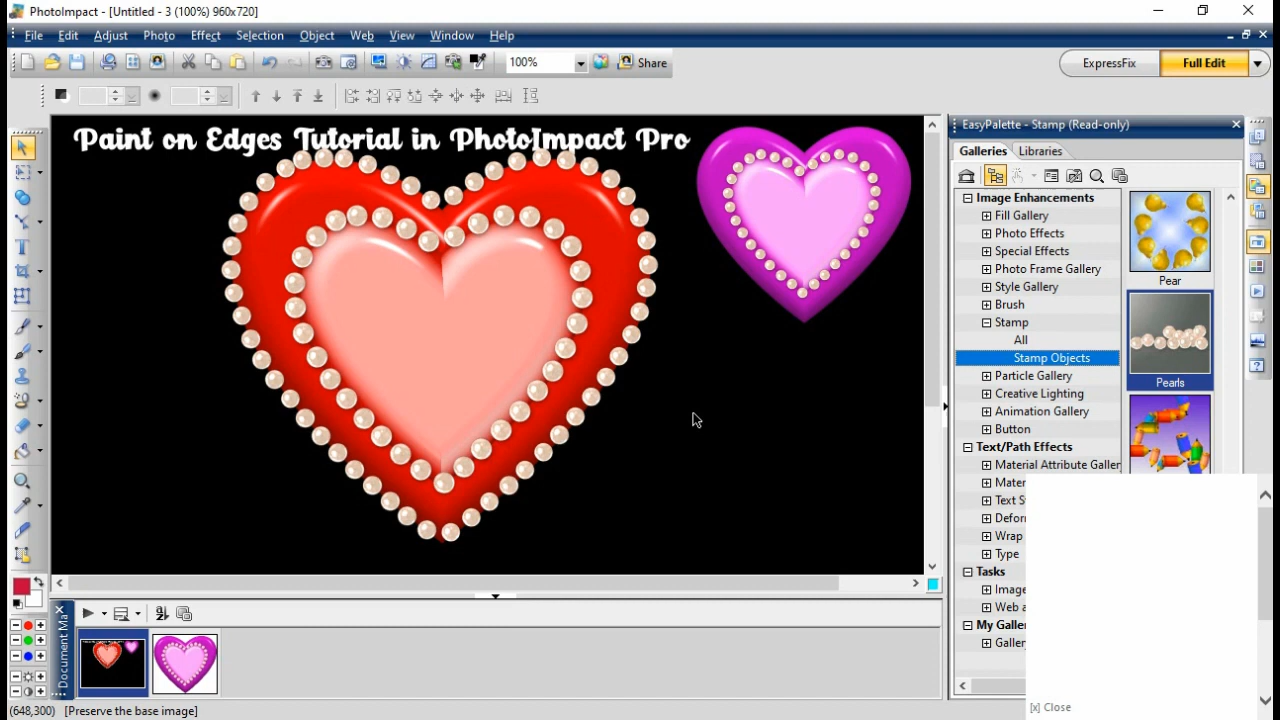 PhotoImpact - [Untitled - 3 (100%) 960x720]
File Edit Adjust Photo Effect Selection Object Web View Window Help
100% Share ExpressFix Full Edit
Paint on Edges Tutorial in PhotoImpact Pro
EasyPalette - Stamp (Read-only)
Galleries Libraries
Image Enhancements
Fill Gallery
Photo Effects
Special Effects
Photo Frame Gallery
Style Gallery
Brush
Stamp
All
Stamp Objects
Particle Gallery
Creative Lighting
Animation Gallery
Button
Text/Path Effects
Material Attribute Galler
Mater
Text S
Defor
Wrap
Type
Tasks
Image
Web a
My Galler
Galler
Pear
Pearls
[x] Close
Document Ma
(648,300) [Preserve the base image]